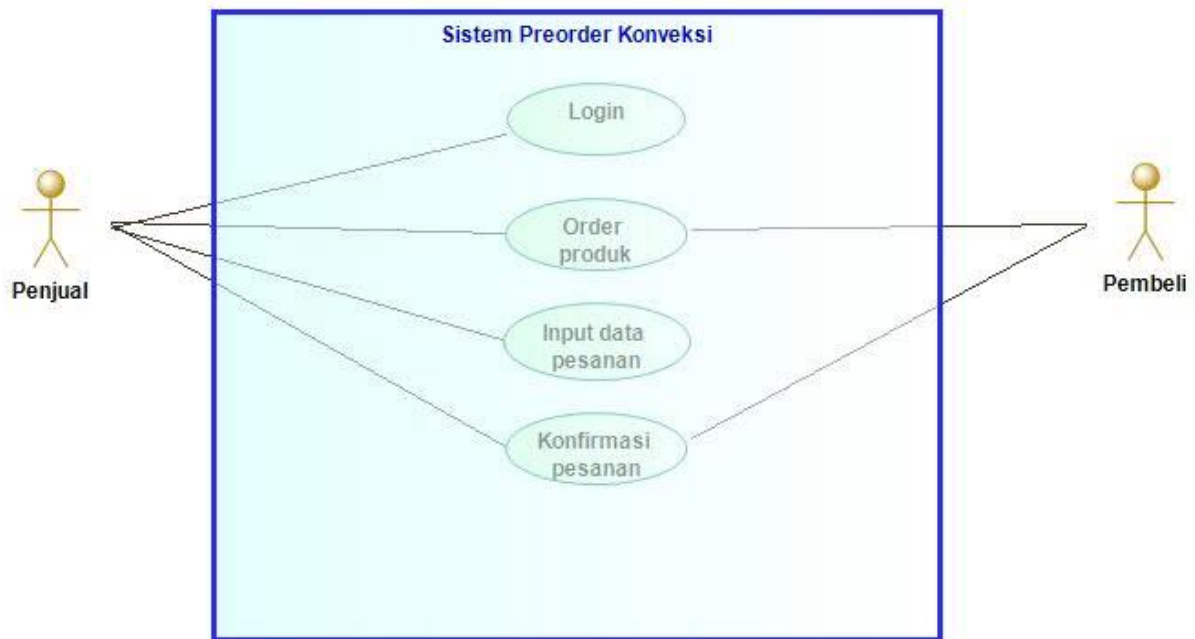 Sistem Preorder Konveksi
Login
Order
produk
Penjual
Pembeli
Input data
pesanan
Konfirmasi
pesanan